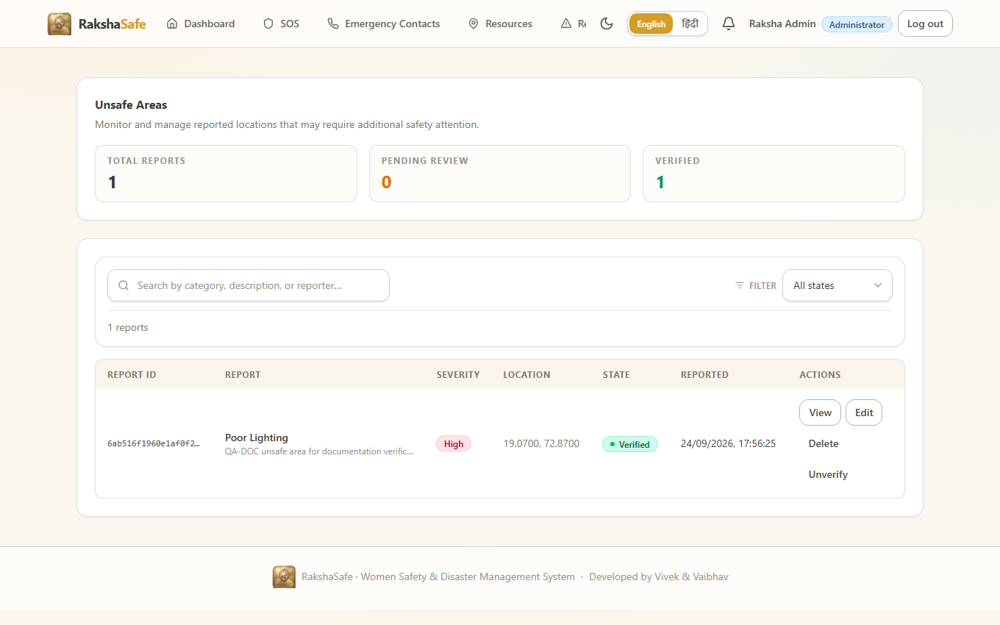 RakshaSafe Dashboard SOS Emergency Contacts Resources Re English हिंदी Raksha Admin Administrator Log out
Unsafe Areas
Monitor and manage reported locations that may require additional safety attention.
TOTAL REPORTS PENDING REVIEW VERIFIED
1 0 1
Search by category, description, or reporter... FILTER All states
1 reports
REPORT ID REPORT SEVERITY LOCATION STATE REPORTED ACTIONS
View Edit
Poor Lighting
6ab516f1960e1af0f2… High 19.0700, 72.8700 Verified 24/09/2026, 17:56:25 Delete
QA-DOC unsafe area for documentation verific...
Unverify
RakshaSafe · Women Safety & Disaster Management System · Developed by Vivek & Vaibhav